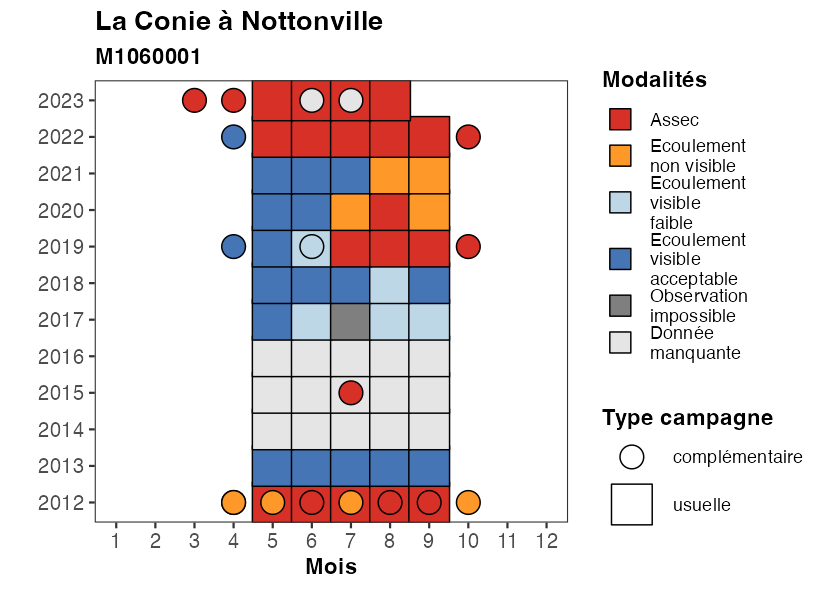 La Conie à Nottonville
M1060001
2023
2022
2021
2020
2019
2018
2017
2016
2015
2014
2013
2012
1 2 3 4 5 6 7 8 9 10 11 12
Mois
Modalités
Assec
Ecoulement
non visible
Ecoulement
visible
faible
Ecoulement
visible
acceptable
Observation
impossible
Donnée
manquante
Type campagne
complémentaire
usuelle